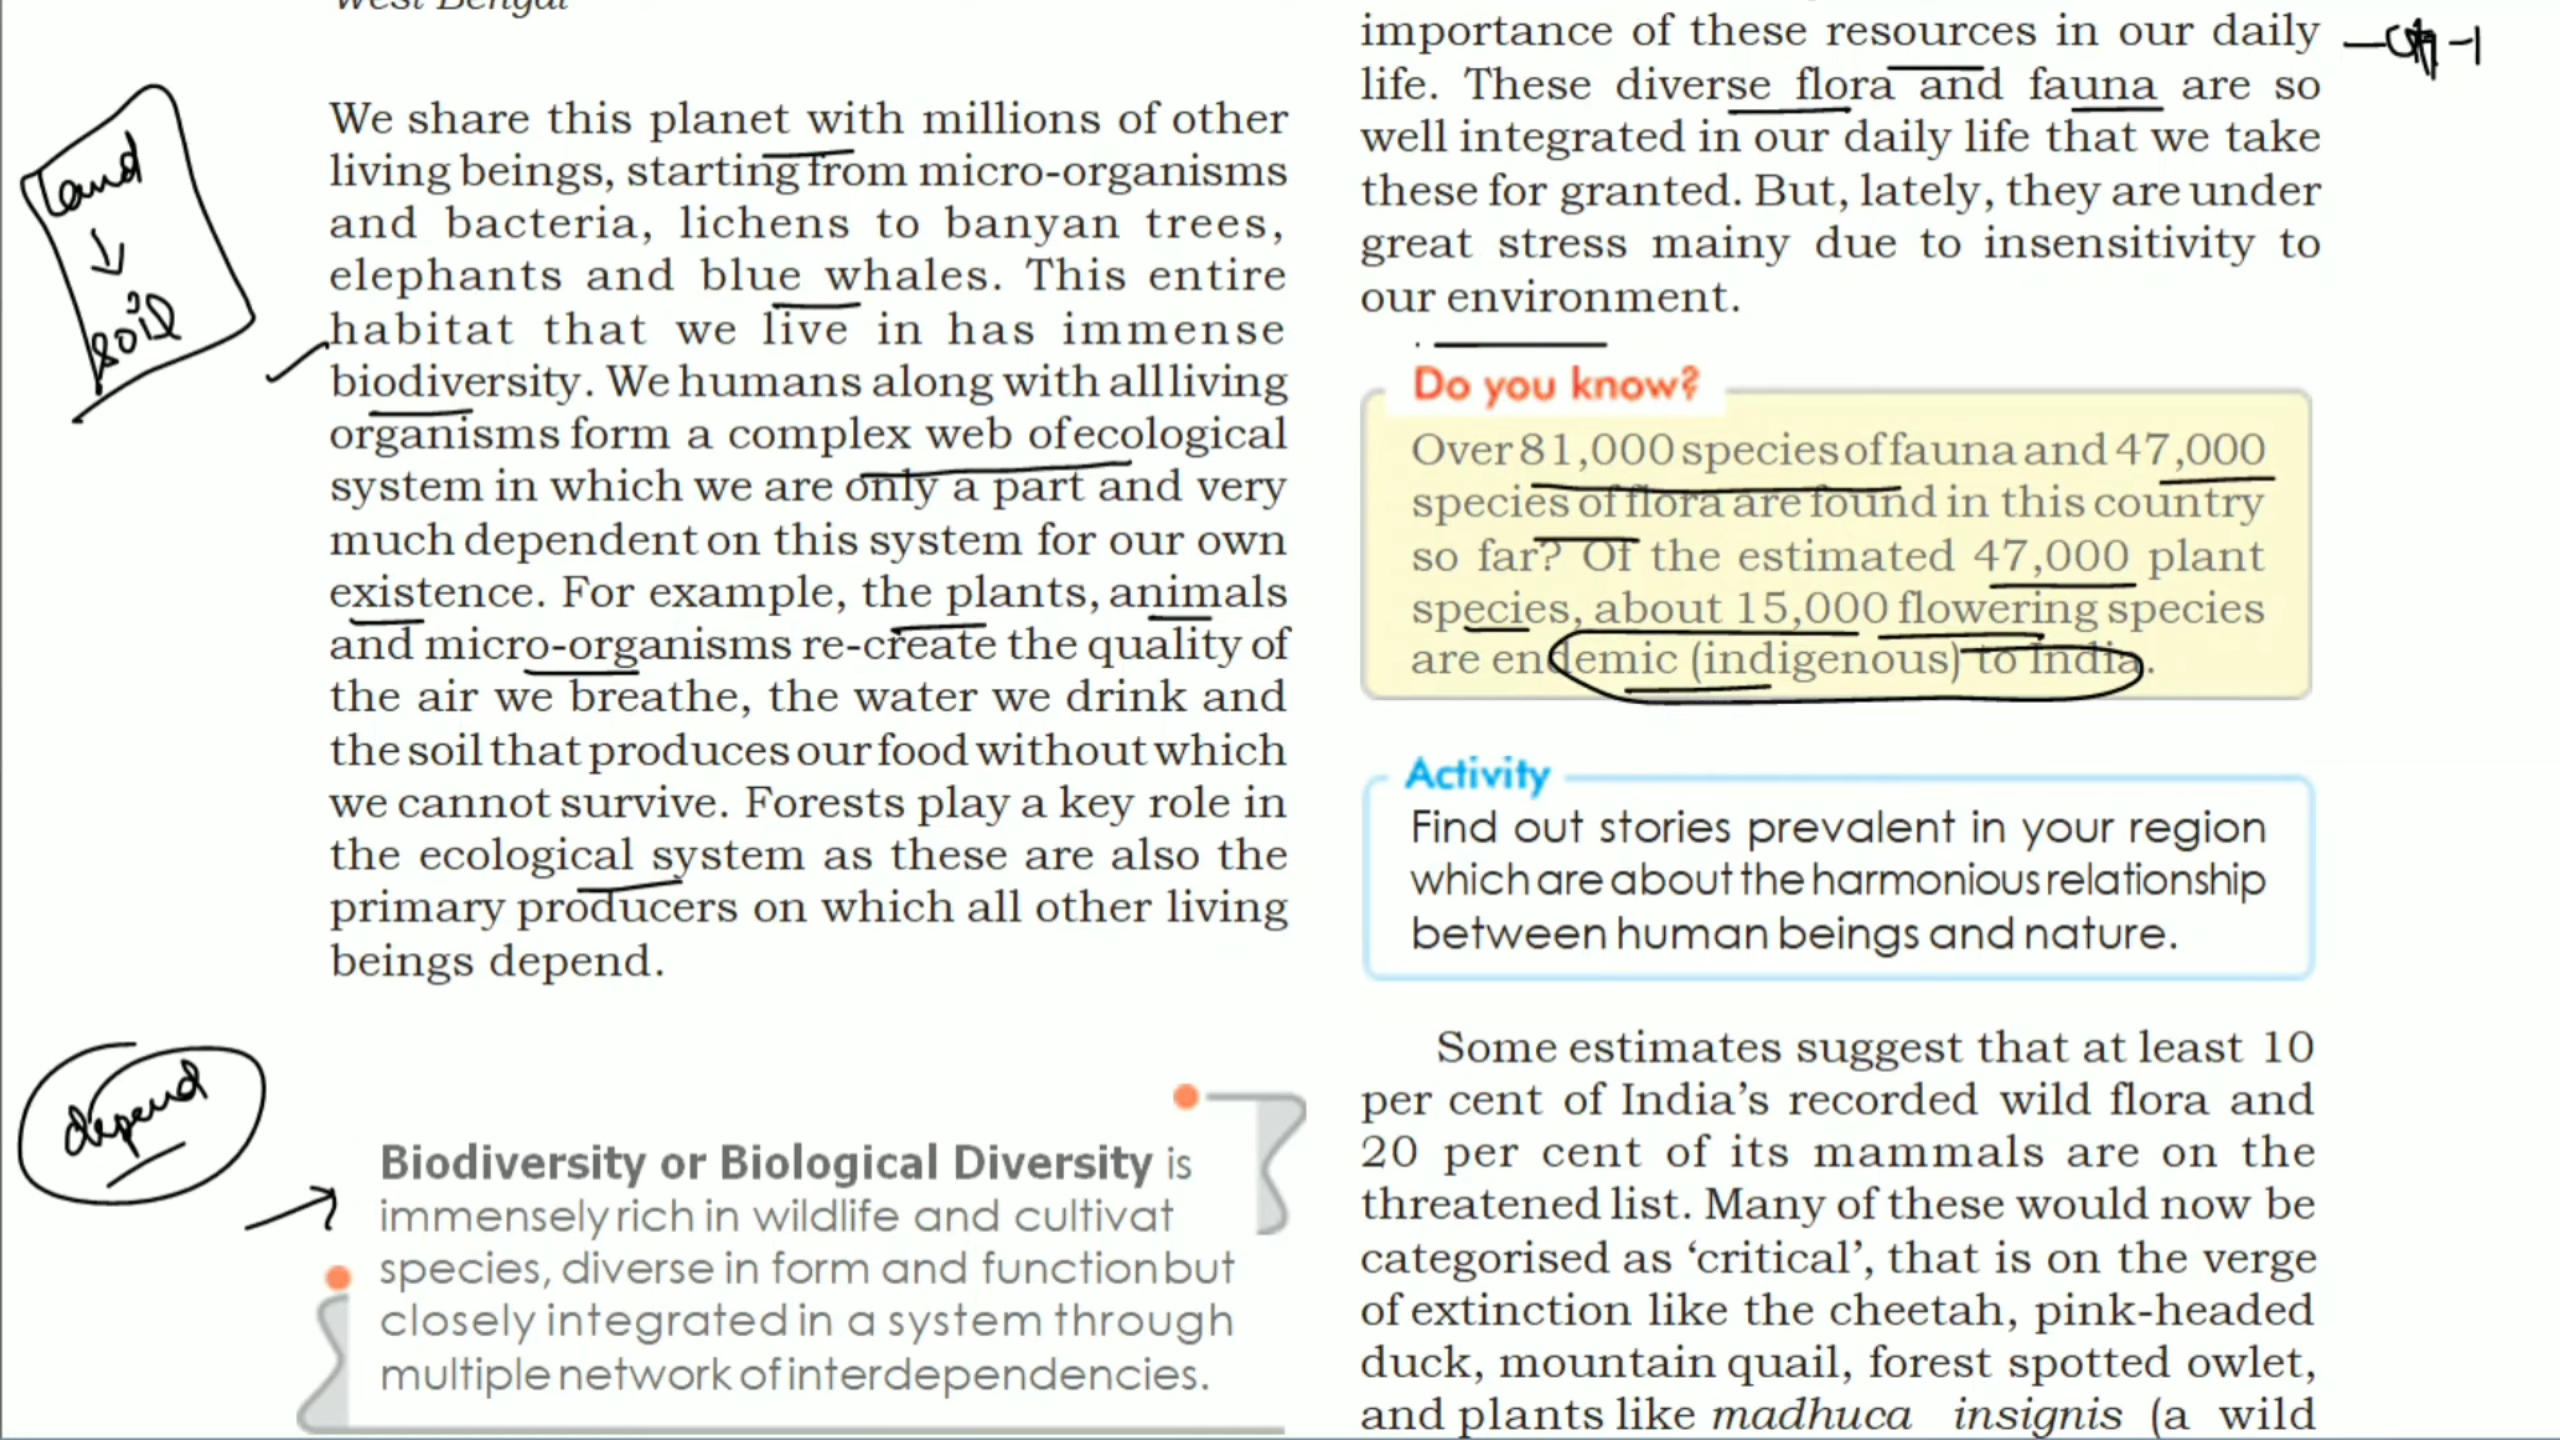 West Bengal
Land
↓
soil
We share this planet with millions of other
living beings, starting from micro-organisms
and bacteria, lichens to banyan trees,
elephants and blue whales. This entire
habitat that we live in has immense
biodiversity. We humans along with all living
organisms form a complex web of ecological
system in which we are only a part and very
much dependent on this system for our own
existence. For example, the plants, animals
and micro-organisms re-create the quality of
the air we breathe, the water we drink and
the soil that produces our food without which
we cannot survive. Forests play a key role in
the ecological system as these are also the
primary producers on which all other living
beings depend.
depend
Biodiversity or Biological Diversity is
immensely rich in wildlife and cultivat
species, diverse in form and function but
closely integrated in a system through
multiple network of interdependencies.
importance of these resources in our daily
life. These diverse flora and fauna are so
well integrated in our daily life that we take
these for granted. But, lately, they are under
great stress mainy due to insensitivity to
our environment.
Do you know?
Over 81,000 species of fauna and 47,000
species of flora are found in this country
so far? Of the estimated 47,000 plant
species, about 15,000 flowering species
are endemic (indigenous) to India.
Activity
Find out stories prevalent in your region
which are about the harmonious relationship
between human beings and nature.
Some estimates suggest that at least 10
per cent of India’s recorded wild flora and
20 per cent of its mammals are on the
threatened list. Many of these would now be
categorised as ‘critical’, that is on the verge
of extinction like the cheetah, pink-headed
duck, mountain quail, forest spotted owlet,
and plants like madhuca insignis (a wild